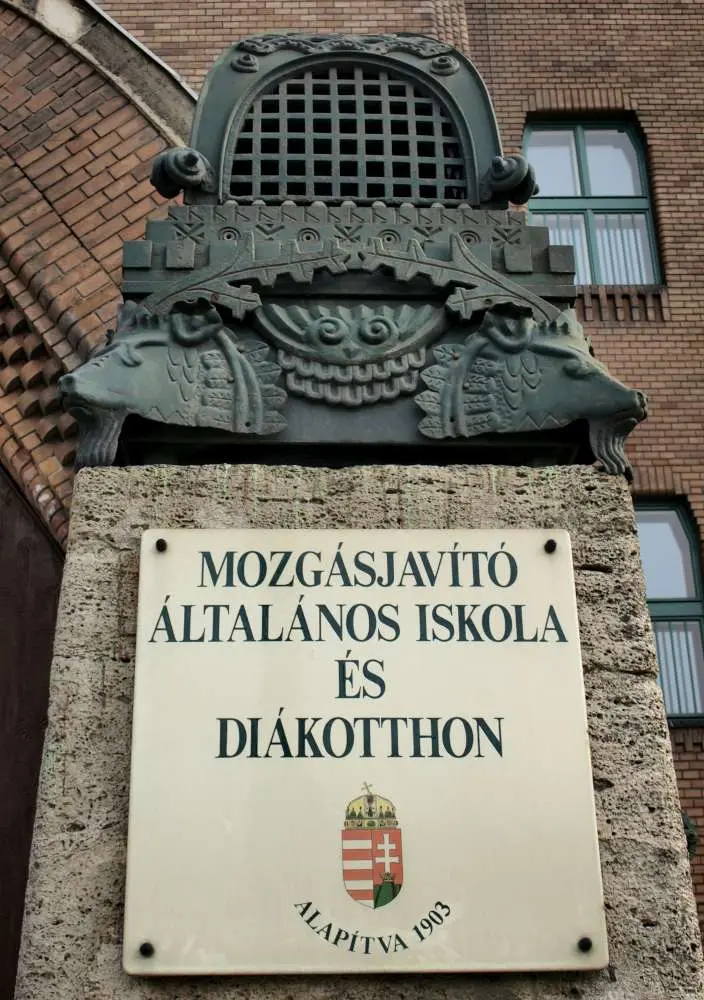 MOZGÁSJAVÍTÓ
ÁLTALÁNOS ISKOLA
ÉS
DIÁKOTTHON
ALAPÍTVA 1903